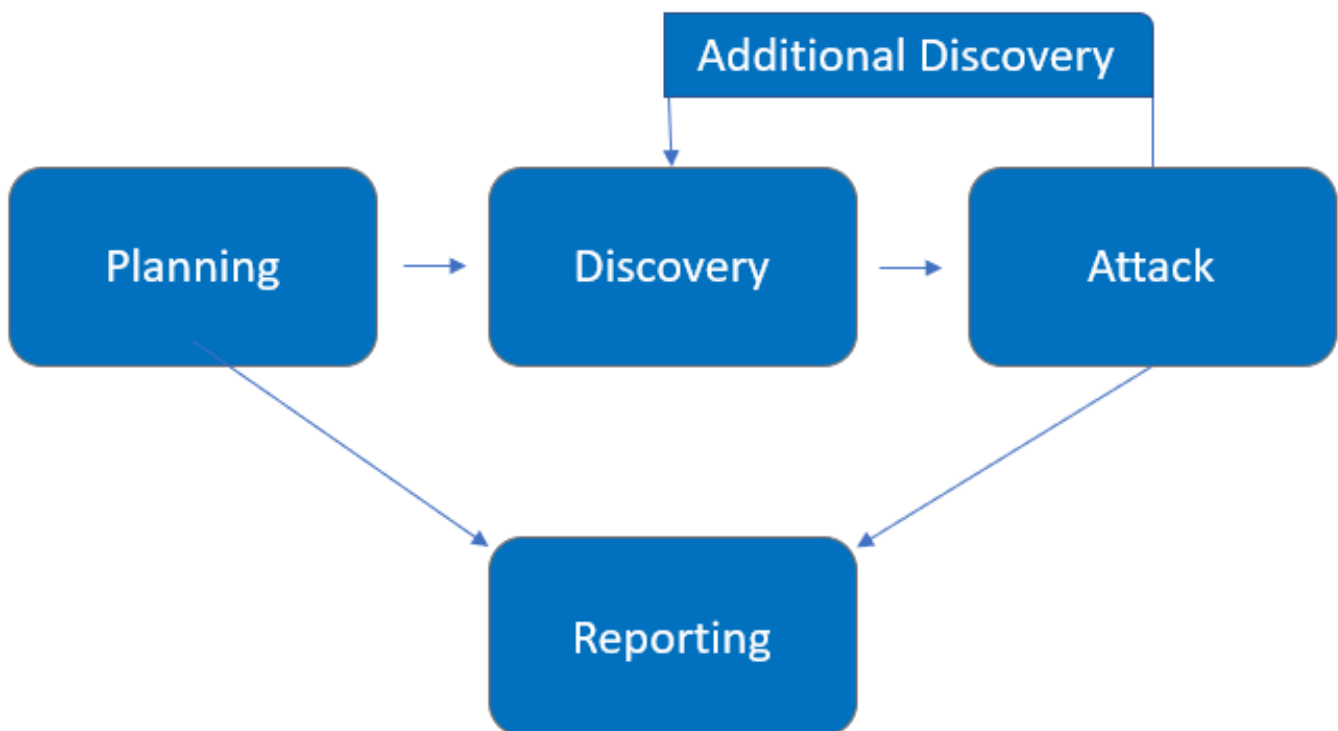 Additional Discovery
Planning
Discovery
Attack
Reporting